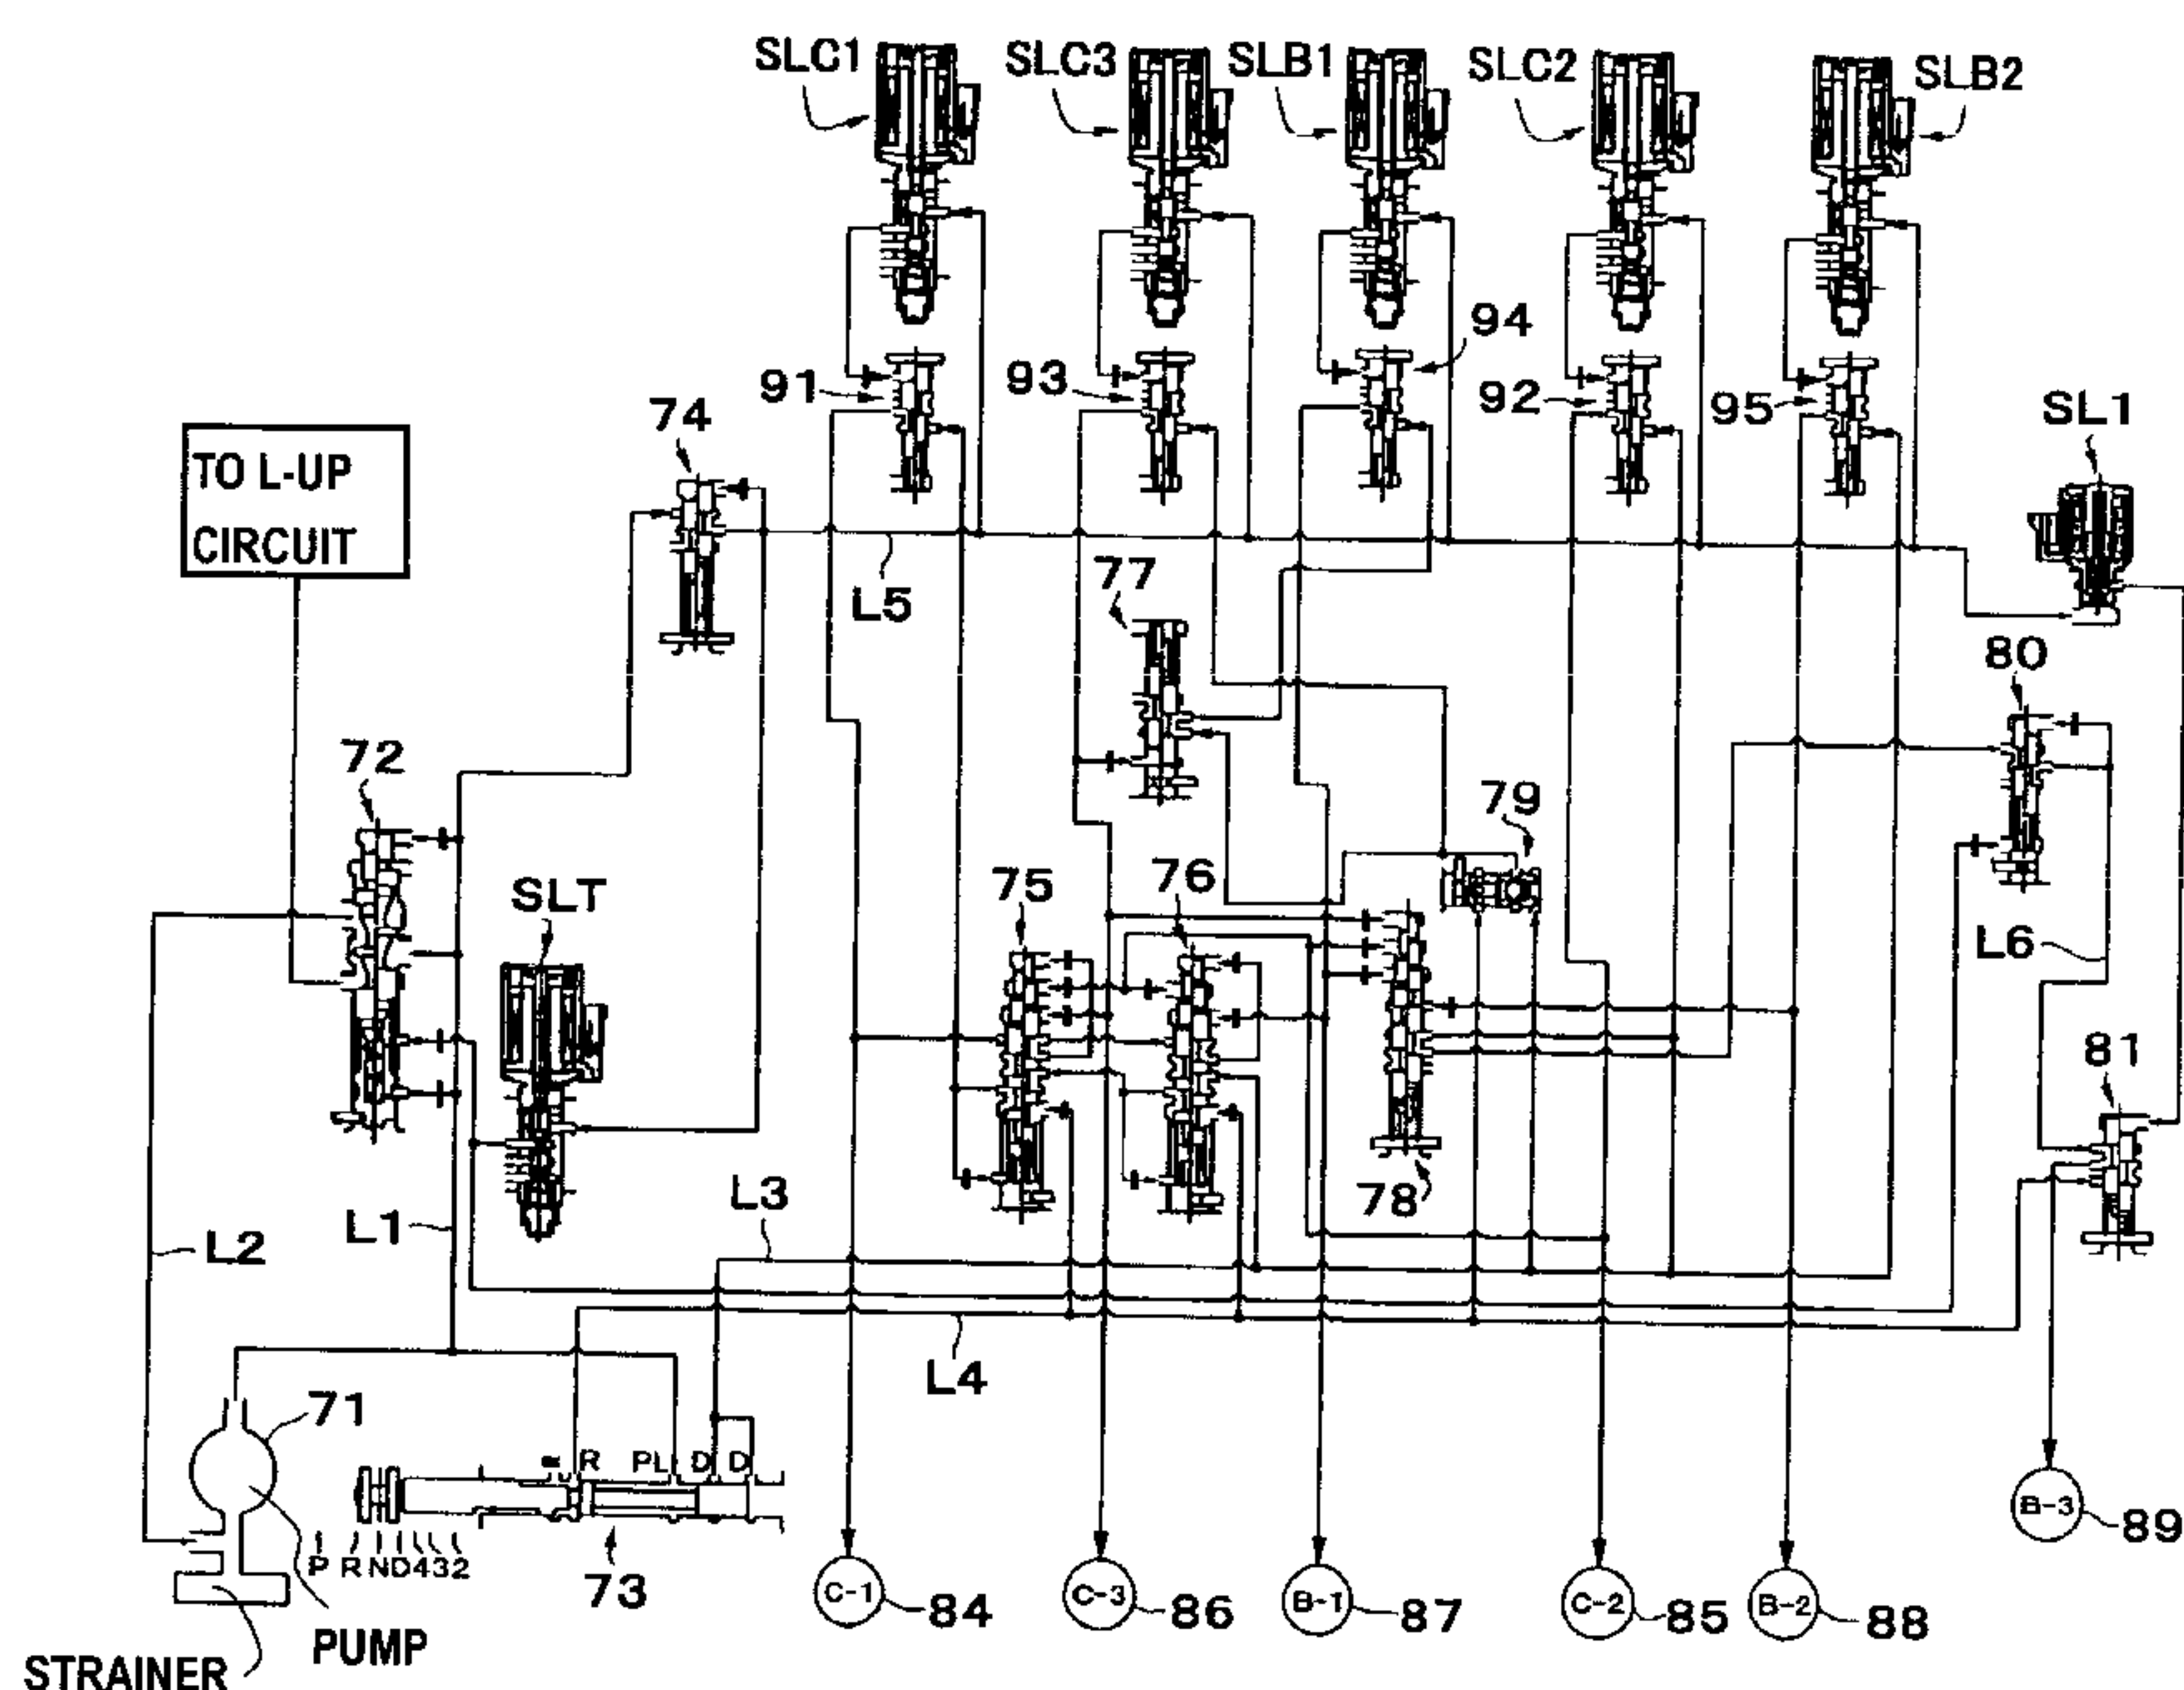 SLC1
SLC3
SLB1
SLC2
SLB2
94
91
93
92
95
SL1
74
TO L-UP
CIRCUIT
L5
77
80
72
79
SLT
75
76
L6
81
78
L3
L2
L1
L4
71
R
PL
D
D
P R N D 4 3 2
73
C-1
84
C-3
86
B-1
87
C-2
85
B-2
88
B-3
89
PUMP
STRAINER